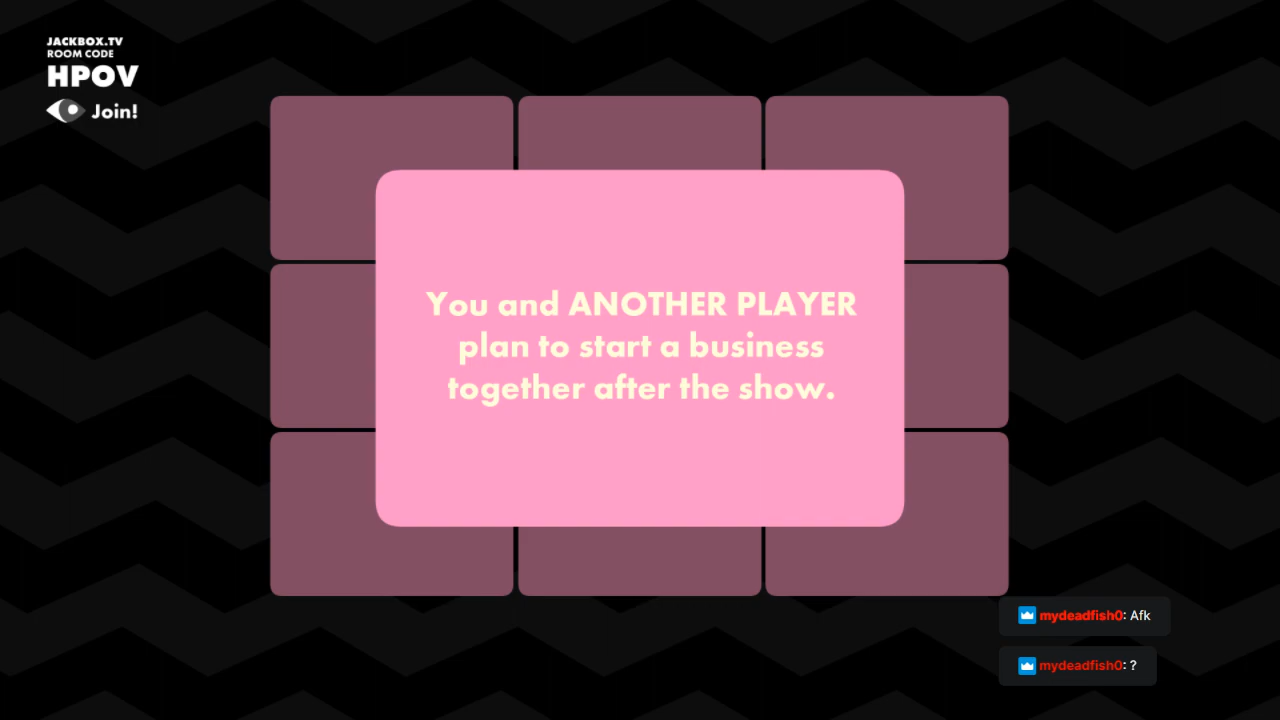 JACKBOX.TV
ROOM CODE
HPOV
Join!
You and ANOTHER PLAYER
plan to start a business
together after the show.
mydeadfish0: Afk
mydeadfish0: ?